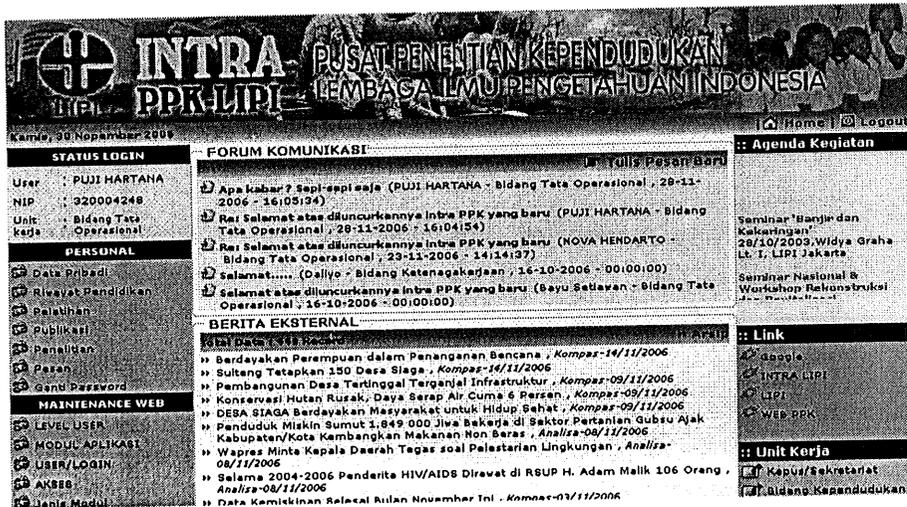 LIPI
INTRA
PPK-LIPI
PUSAT PENELITIAN KEPENDUDUKAN
LEMBAGA ILMU PENGETAHUAN INDONESIA
Kamis, 30 Nopember 2006
Home | Logout
STATUS LOGIN
User : PUJI HARTANA
NIP : 320004248
Unit kerja : Bidang Tata Operasional
PERSONAL
Data Pribadi
Riwayat Pendidikan
Pelatihan
Publikasi
Penelitian
Pesan
Ganti Password
MAINTENANCE WEB
LEVEL USER
MODUL APLIKASI
USER/LOGIN
AKSES
Jenis Modul
FORUM KOMUNIKASI
Tulis Pesan Baru
Apa kabar? Sepi-sepi saja (PUJI HARTANA - Bidang Tata Operasional , 28-11-
2006 - 16:05:34)
Re: Selamat atas diluncurkannya Intra PPK yang baru (PUJI HARTANA - Bidang
Tata Operasional , 28-11-2006 - 16:04:54)
Re: Selamat atas diluncurkannya Intra PPK yang baru (NOVA HENDARTO -
Bidang Tata Operasional , 23-11-2006 - 14:14:37)
Selamat..... (Daliyo - Bidang Ketenagakerjaan , 16-10-2006 - 00:00:00)
Selamat atas diluncurkannya Intra PPK yang baru (Bayu Setiawan - Bidang Tata
Operasional , 16-10-2006 - 00:00:00)
BERITA EKSTERNAL
Arsip
» Berdayakan Perempuan dalam Penanganan Bencana , Kompas-14/11/2006
» Sulteng Tetapkan 150 Desa Siaga , Kompas-14/11/2006
» Pembangunan Desa Tertinggal Terganjal Infrastruktur , Kompas-09/11/2006
» Konservasi Hutan Rusak, Daya Serap Air Cuma 6 Persen , Kompas-09/11/2006
» DESA SIAGA Berdayakan Masyarakat untuk Hidup Sehat , Kompas-09/11/2006
» Penduduk Miskin Sumut 1,849 000 Jiwa Bekerja di Sektor Pertanian Gubsu Ajak
Kabupaten/Kota Kembangkan Makanan Non Beras , Analisa-08/11/2006
» Wapres Minta Kepala Daerah Tegas soal Pelestarian Lingkungan , Analisa-
08/11/2006
» Selama 2004-2006 Penderita HIV/AIDS Dirawat di RSUP H. Adam Malik 106 Orang ,
Analisa-08/11/2006
» Data Kemiskinan Selesai Bulan November Ini , Kompas-03/11/2006
:: Agenda Kegiatan
Seminar 'Banjir dan
Kekeringan'
28/10/2003,Widya Graha
Lt. I, LIPI Jakarta
Seminar Nasional &
Workshop Rekonstruksi
dan Revitalisasi
:: Link
Google
INTRA LIPI
LIPI
WEB PPK
:: Unit Kerja
Kapus/Sekretariat
Bidang Kependudukan